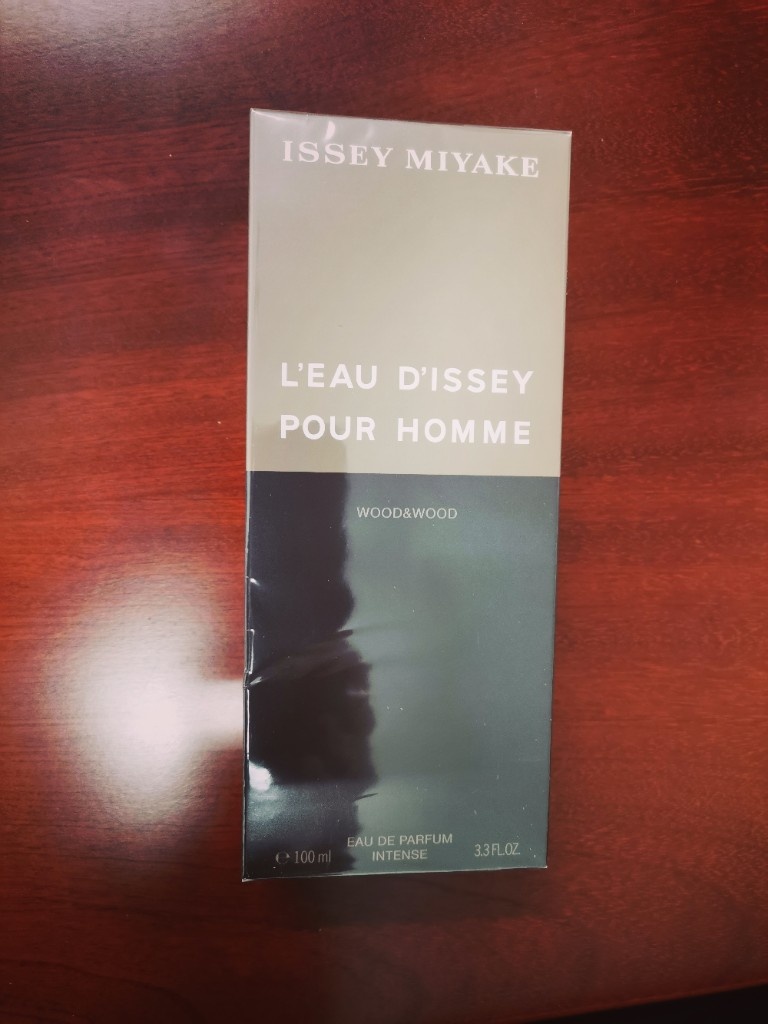 ISSEY MIYAKE
L'EAU D'ISSEY
POUR HOMME
WOOD&WOOD
EAU DE PARFUM
INTENSE
℮ 100 ml
3.3 FL.OZ.